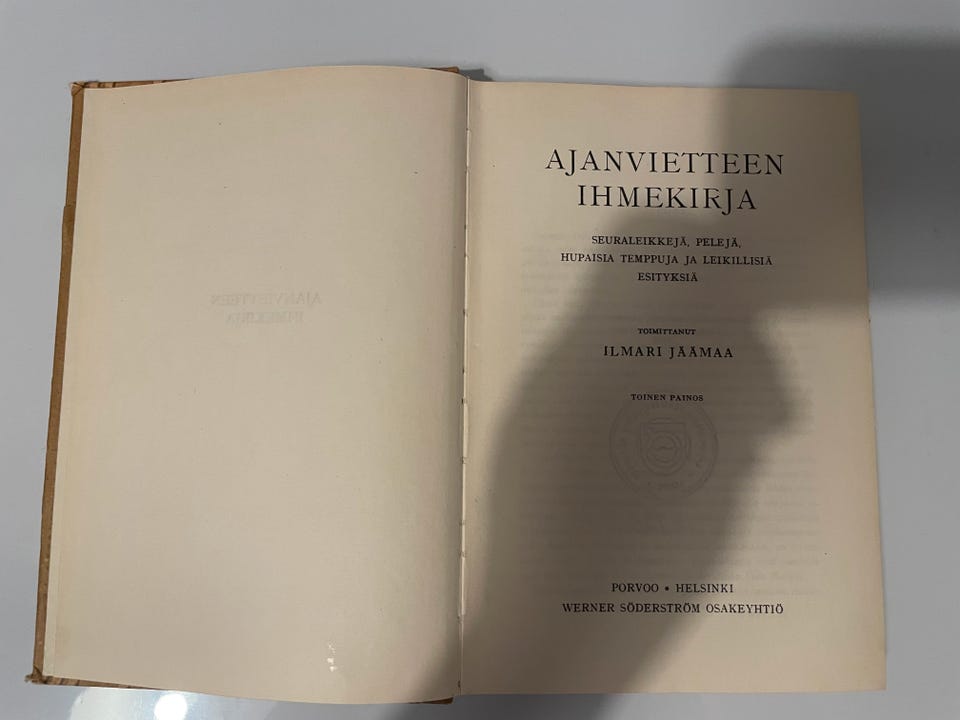 AJANVIETTEEN
IHMEKIRJA
SEURALEIKKEJÄ, PELEJÄ,
HUPAISIA TEMPPUJA JA LEIKILLISIÄ
ESITYKSIÄ
TOIMITTANUT
ILMARI JÄÄMAA
TOINEN PAINOS
PORVOO • HELSINKI
WERNER SÖDERSTRÖM OSAKEYHTIÖ